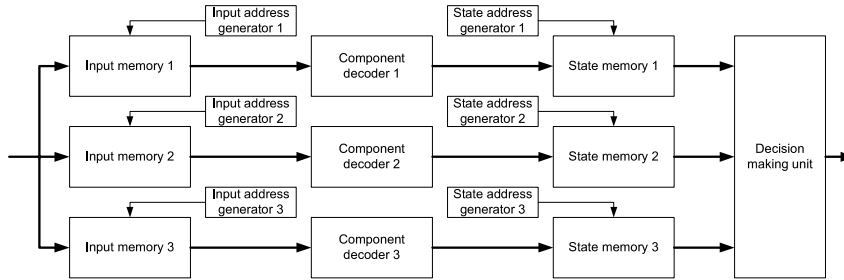 Input address
generator 1
State address
generator 1
Input memory 1
Component
decoder 1
State memory 1
Input address
generator 2
State address
generator 2
Input memory 2
Component
decoder 2
State memory 2
Decision
making unit
Input address
generator 3
State address
generator 3
Input memory 3
Component
decoder 3
State memory 3